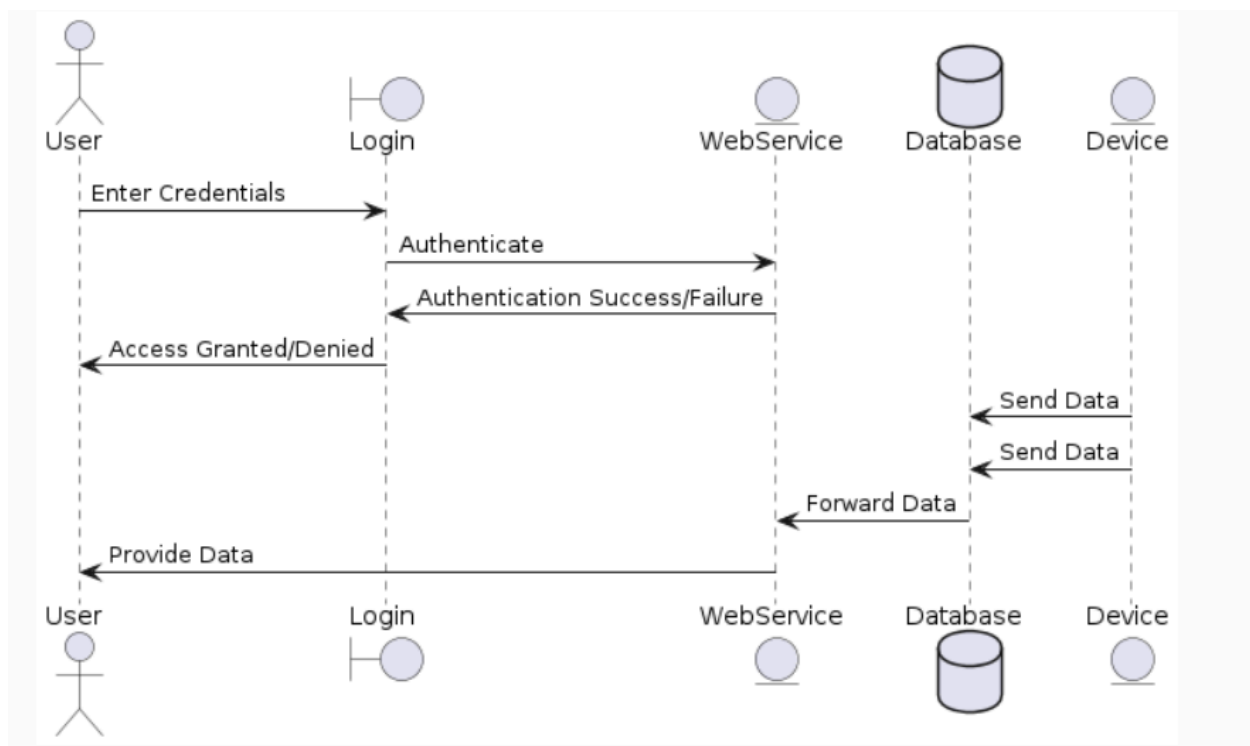 User Login WebService Database Device
Enter Credentials
Authenticate
Authentication Success/Failure
Access Granted/Denied
Send Data
Send Data
Forward Data
Provide Data
User Login WebService Database Device